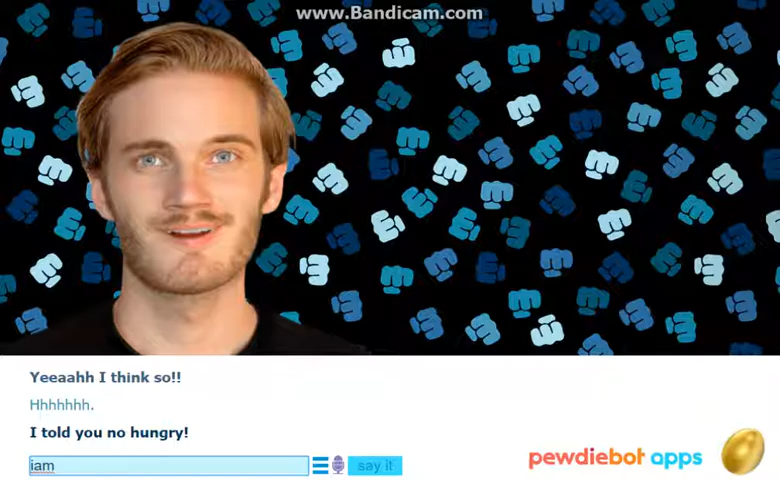 www.Bandicam.com
Yeeaahh I think so!!
Hhhhhhh.
I told you no hungry!
iam
say it
pewdiebot apps